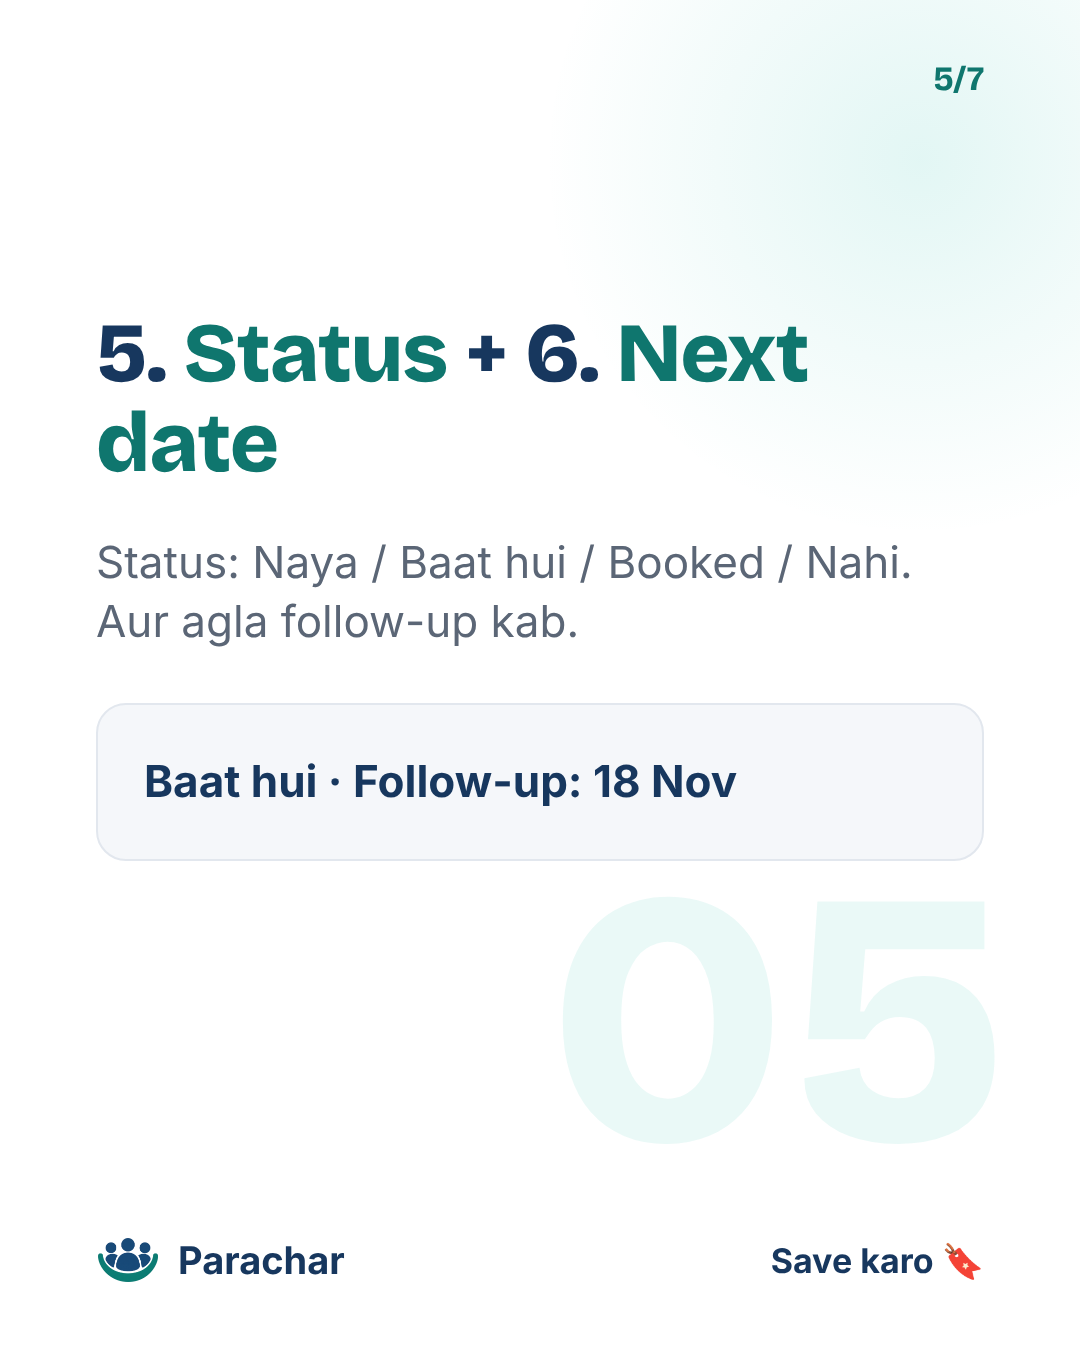 5/7
5. Status + 6. Next
date
Status: Naya / Baat hui / Booked / Nahi.
Aur agla follow-up kab.
Baat hui · Follow-up: 18 Nov
05
Parachar
Save karo 🔖